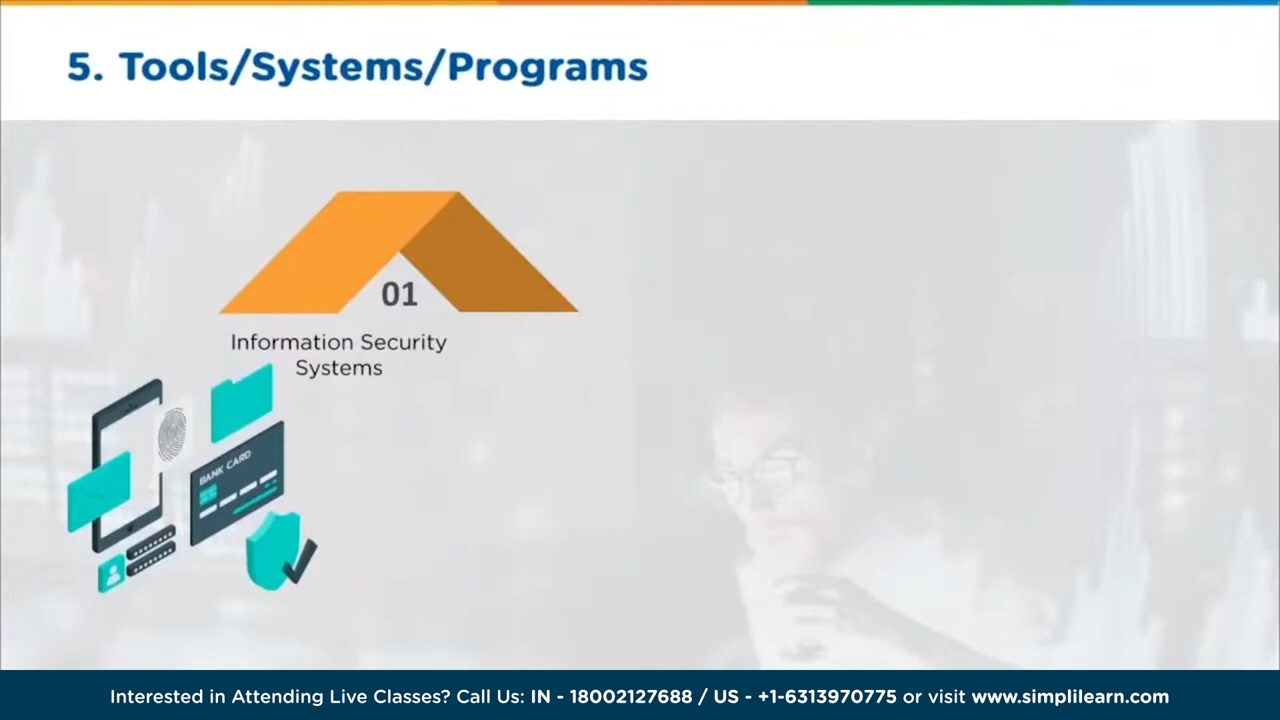 5. Tools/Systems/Programs
01
Information Security
Systems
BANK CARD
Interested in Attending Live Classes? Call Us: IN - 18002127688 / US - +1-6313970775 or visit www.simplilearn.com